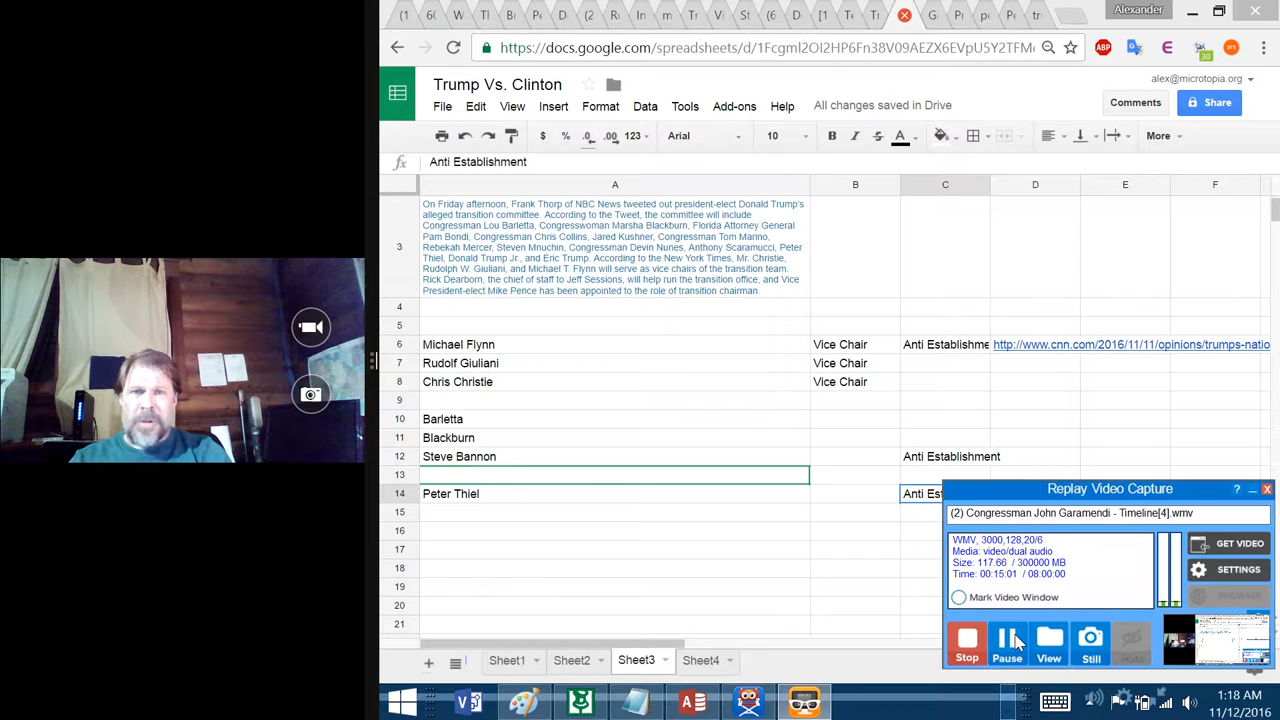 Alexander
https://docs.google.com/spreadsheets/d/1Fcgml2OI2HP6Fn38V09AEZX6EVpU5Y2TFM
ABP
30
Trump Vs. Clinton
alex@microtopia.org
File Edit View Insert Format Data Tools Add-ons Help All changes saved in Drive
Comments
Share
$ % .0 .00 123 Arial 10 B I S A More
fx Anti Establishment
A B C D E F
3
On Friday afternoon, Frank Thorp of NBC News tweeted out president-elect Donald Trump's
alleged transition committee. According to the Tweet, the committee will include
Congressman Lou Barletta, Congresswoman Marsha Blackburn, Florida Attorney General
Pam Bondi, Congressman Chris Collins, Jared Kushner, Congressman Tom Marino,
Rebekah Mercer, Steven Mnuchin, Congressman Devin Nunes, Anthony Scaramucci, Peter
Thiel, Donald Trump Jr., and Eric Trump. According to the New York Times, Mr. Christie,
Rudolph W. Giuliani, and Michael T. Flynn will serve as vice chairs of the transition team.
Rick Dearborn, the chief of staff to Jeff Sessions, will help run the transition office, and Vice
President-elect Mike Pence has been appointed to the role of transition chairman.
4
5
6 Michael Flynn Vice Chair Anti Establishme http://www.cnn.com/2016/11/11/opinions/trumps-natio
7 Rudolf Giuliani Vice Chair
8 Chris Christie Vice Chair
9
10 Barletta
11 Blackburn
12 Steve Bannon Anti Establishment
13
14 Peter Thiel Anti Est
15
16
17
18
19
20
21
Replay Video Capture
(2) Congressman John Garamendi - Timeline[4].wmv
WMV, 3000,128,20/6
Media: video/dual audio
Size: 117.66 / 300000 MB
Time: 00:15:01 / 08:00:00
Mark Video Window
GET VIDEO
SETTINGS
Stop Pause View Still
Sheet1 Sheet2 Sheet3 Sheet4
1:18 AM
11/12/2016